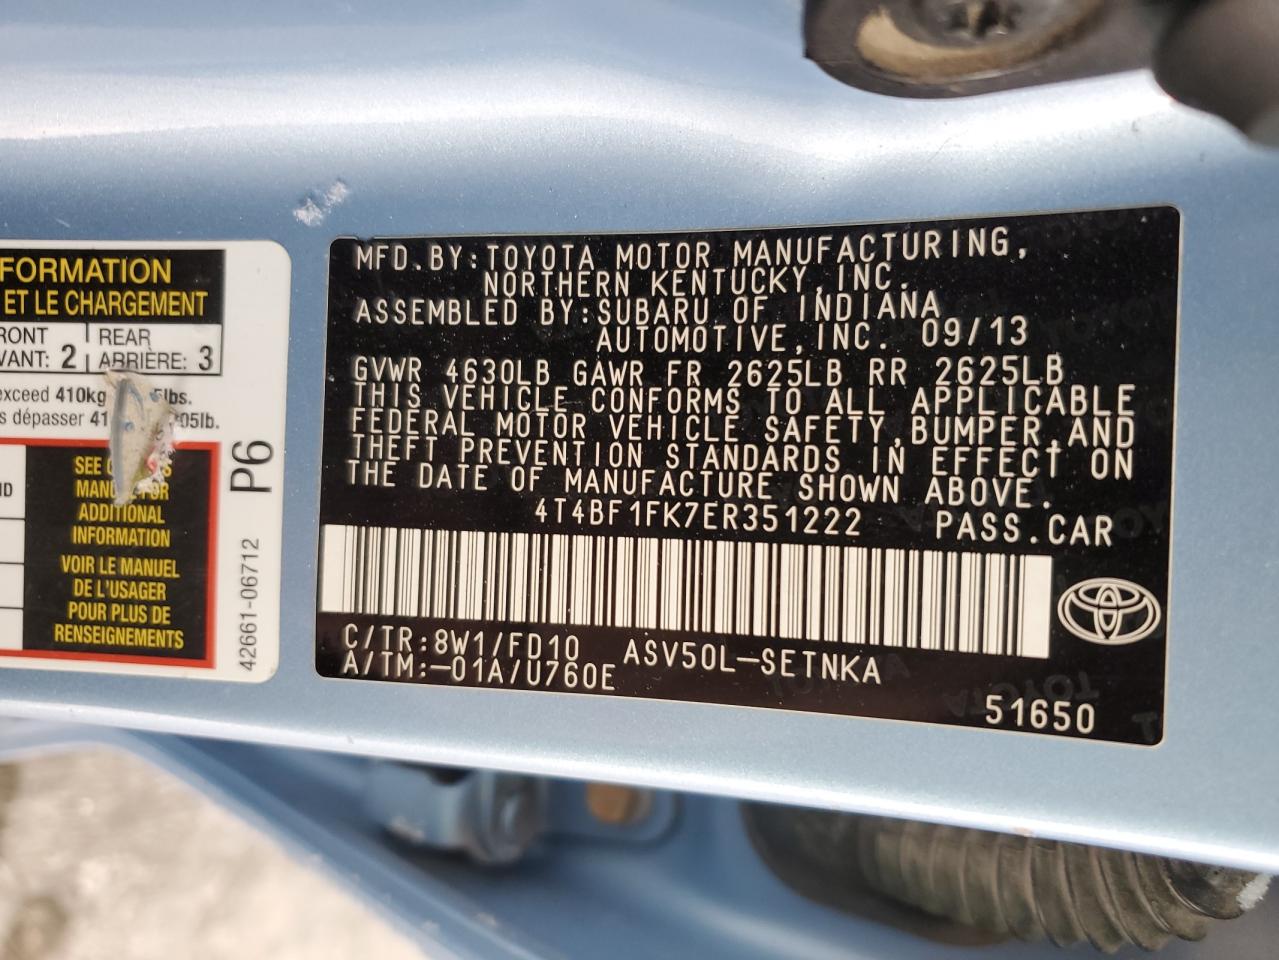 FORMATION
ET LE CHARGEMENT
RONT
VANT: 2
REAR
ARRIÈRE: 3
exceed 410kg
5lbs.
s dépasser 41
05lb.
ND
SEE
ADDITIONAL
INFORMATION
VOIR LE MANUEL
DE L'USAGER
POUR PLUS DE
RENSEIGNEMENTS
P6
42661-06712
MFD.BY:TOYOTA MOTOR MANUFACTURING,
NORTHERN KENTUCKY,INC.
ASSEMBLED BY:SUBARU OF INDIANA
AUTOMOTIVE,INC. 09/13
GVWR 4630LB GAWR FR 2625LB RR 2625LB
THIS VEHICLE CONFORMS TO ALL APPLICABLE
FEDERAL MOTOR VEHICLE SAFETY,BUMPER,AND
THEFT PREVENTION STANDARDS IN EFFECT ON
THE DATE OF MANUFACTURE SHOWN ABOVE.
4T4BF1FK7ER351222 PASS.CAR
C/TR:8W1/FD10 ASV50L-SETNKA
A/TM:-01A/U760E
51650